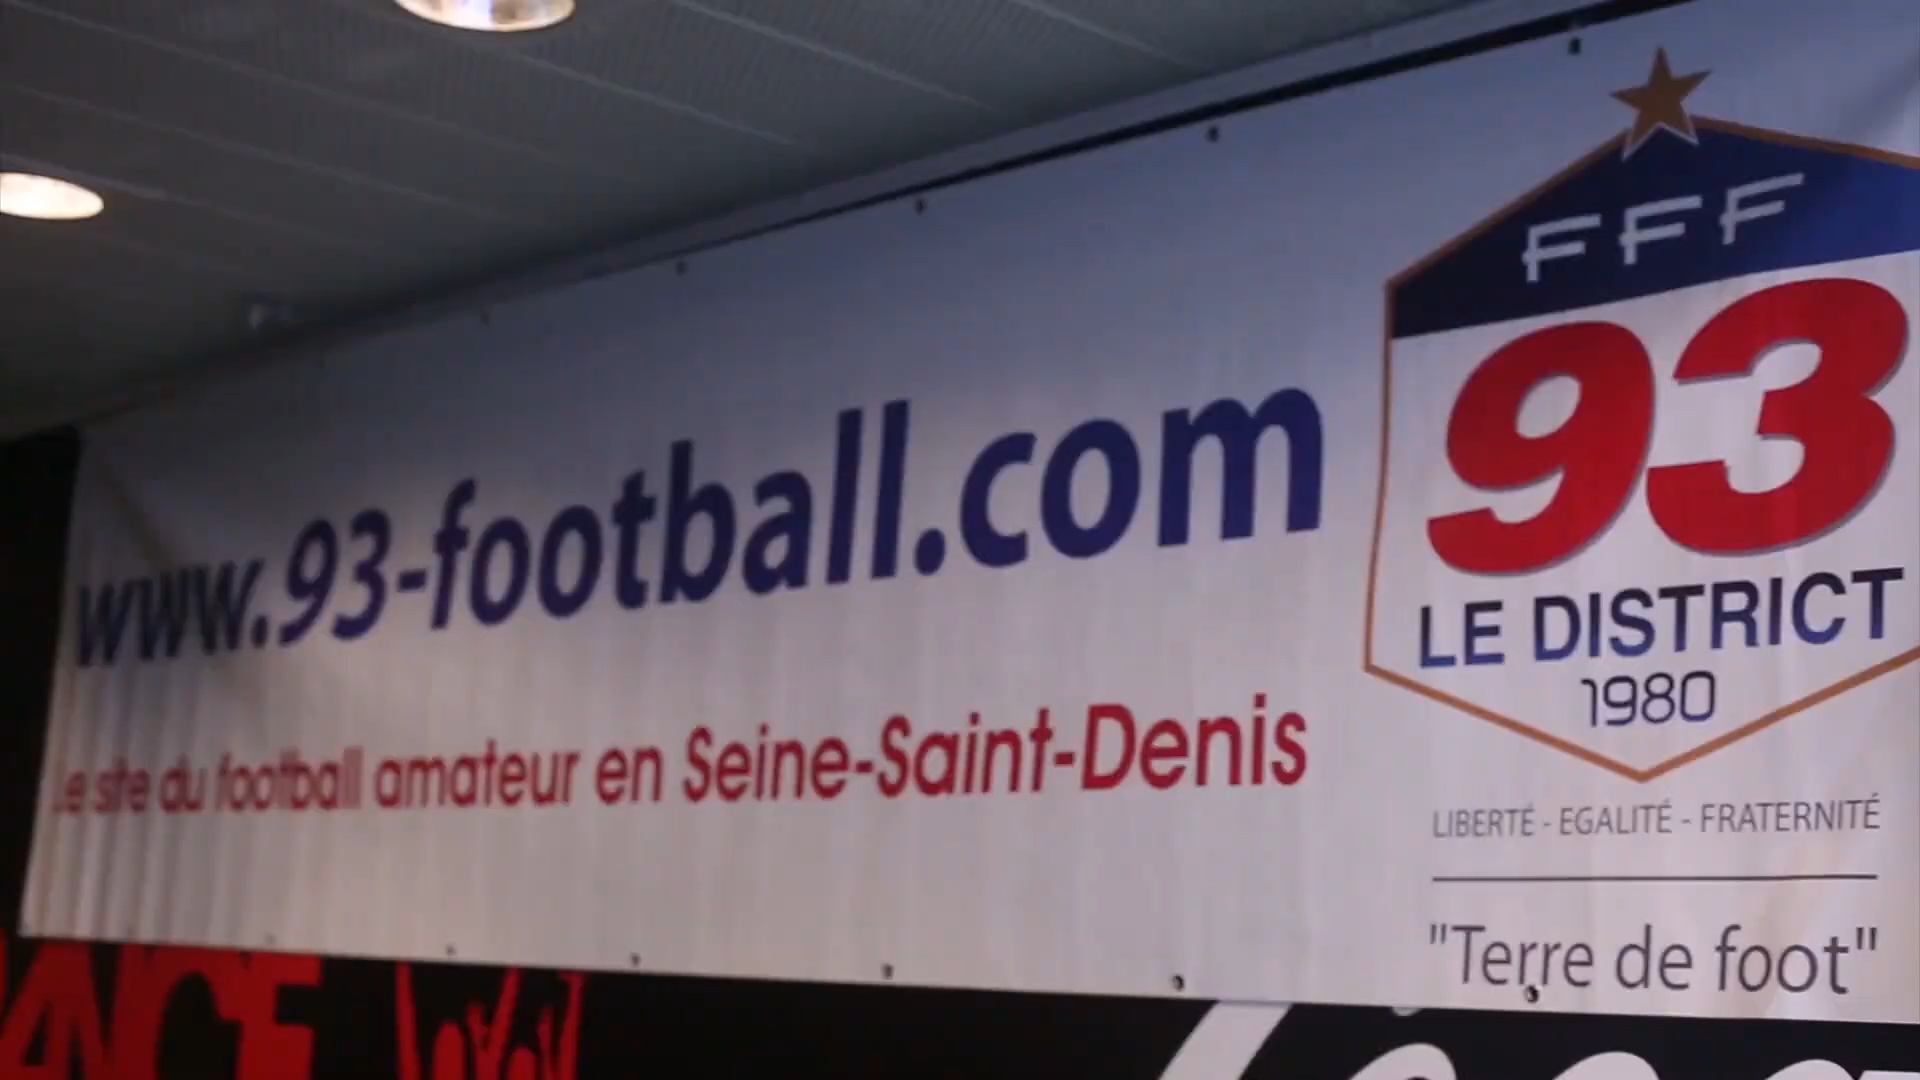 FFF
93
LE DISTRICT
1980
www.93-football.com
Le site du football amateur en Seine-Saint-Denis
LIBERTÉ - EGALITÉ - FRATERNITÉ
"Terre de foot"